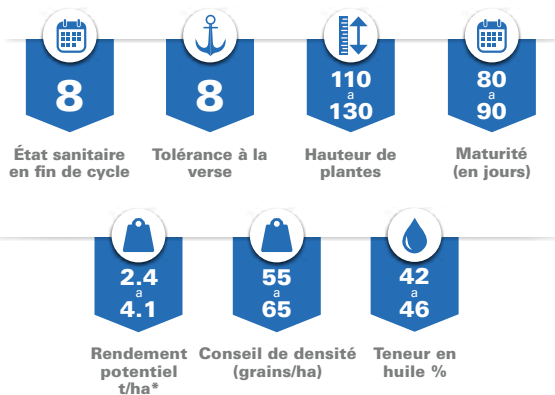 8
État sanitaire
en fin de cycle
8
Tolérance à la
verse
110
a
130
Hauteur de
plantes
80
a
90
Maturité
(en jours)
2.4
a
4.1
Rendement
potentiel
t/ha*
55
a
65
Conseil de densité
(grains/ha)
42
a
46
Teneur en
huile %